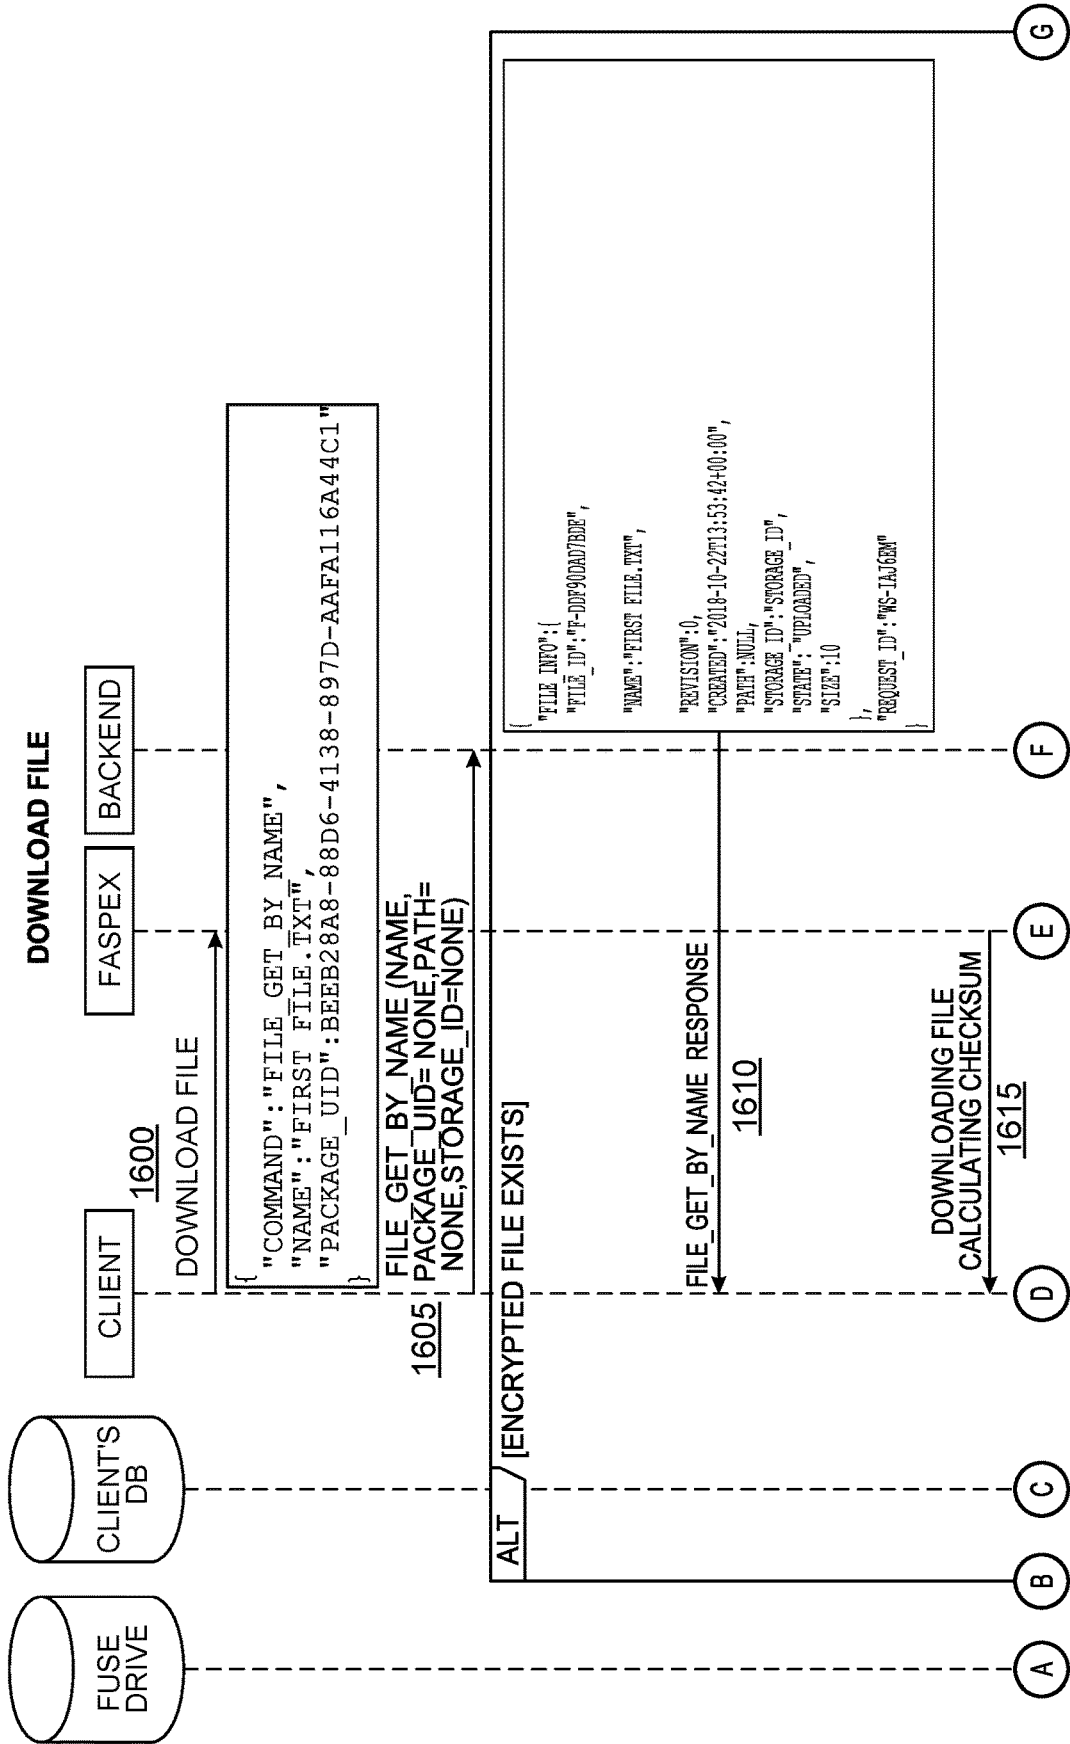 DOWNLOAD FILE
FUSE
DRIVE
CLIENT'S
DB
CLIENT
FASPEX
BACKEND
1600
DOWNLOAD FILE
{
"COMMAND":"FILE_GET_BY_NAME",
"NAME":"FIRST_FILE.TXT",
"PACKAGE_UID":BEEB28A8-88D6-4138-897D-AAFA116A44C1"
}
1605
FILE_GET_BY_NAME (NAME,
PACKAGE_UID= NONE,PATH=
NONE,STORAGE_ID=NONE)
ALT
[ENCRYPTED FILE EXISTS]
{
"FILE INFO":{
"FILE_ID":"F-DDF90DAD7BDE",
"NAME":"FIRST FILE.TXT",
"REVISION":0,
"CREATED":"2018-10-22T13:53:42+00:00",
"PATH":NULL,
"STORAGE_ID":"STORAGE_ID",
"STATE": "UPLOADED",
"SIZE":10
},
"REQUEST_ID":"WS-IAJ6EM"
}
FILE_GET_BY_NAME RESPONSE
1610
DOWNLOADING FILE
CALCULATING CHECKSUM
1615
A
B
C
D
E
F
G